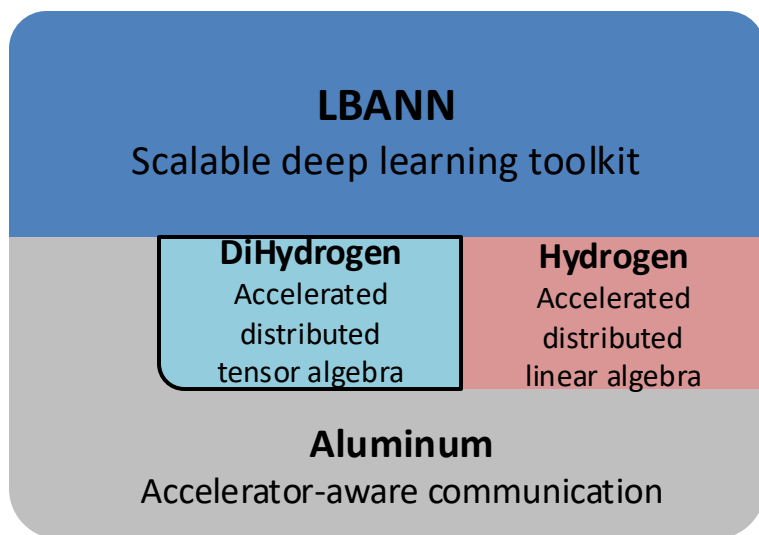 LBANN
Scalable deep learning toolkit
DiHydrogen
Accelerated
distributed
tensor algebra
Hydrogen
Accelerated
distributed
linear algebra
Aluminum
Accelerator-aware communication